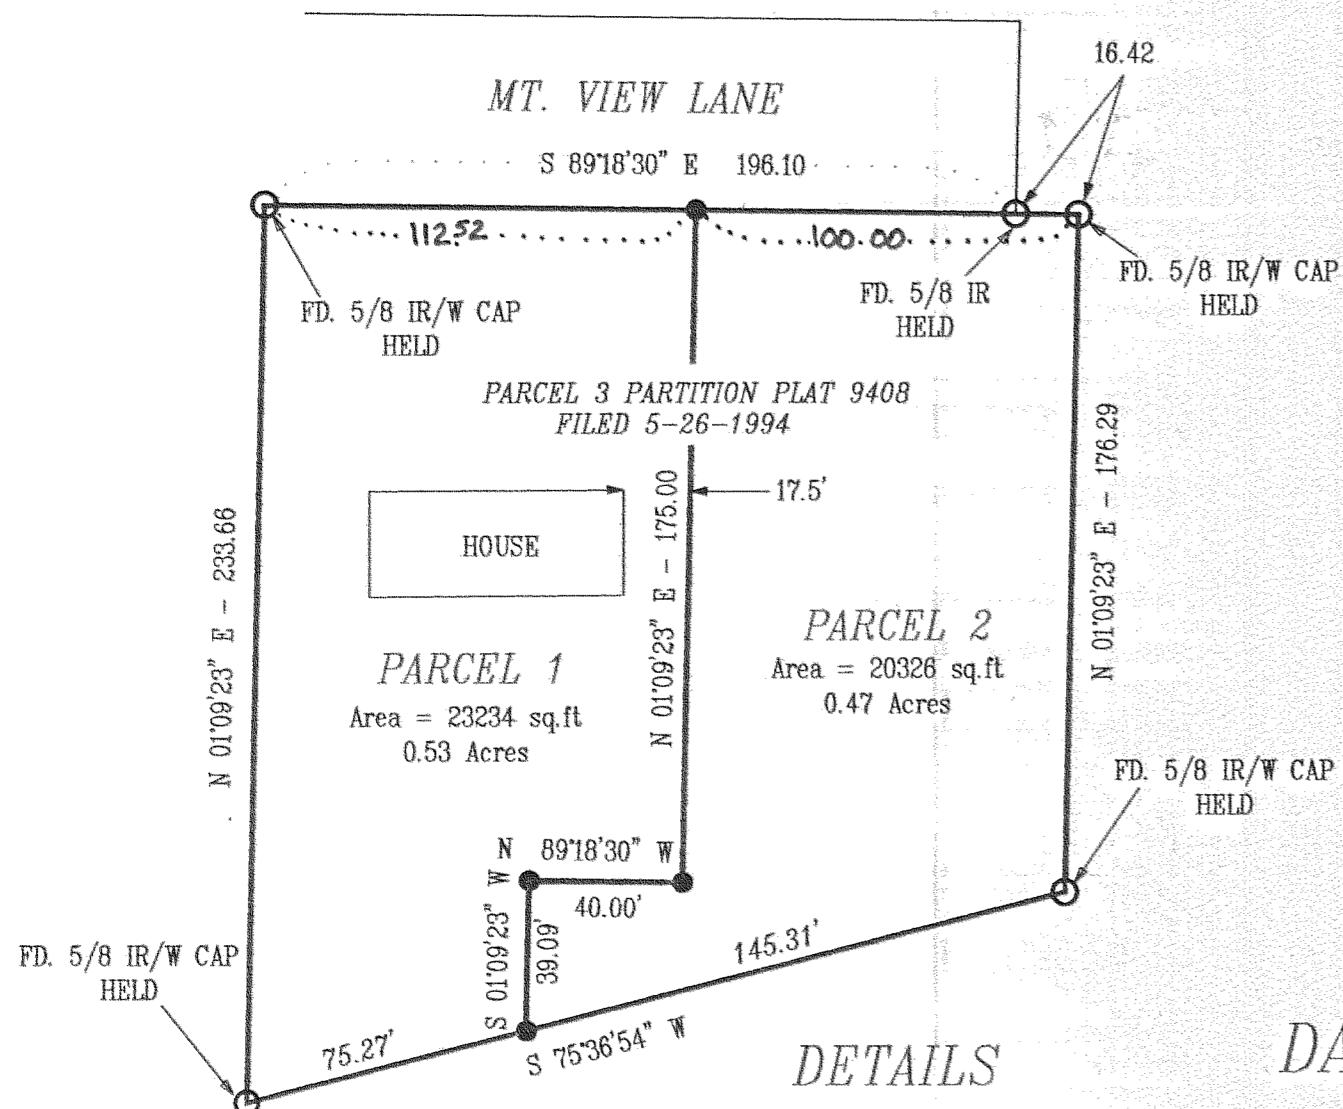 16.42
MT. VIEW LANE
S 89°18'30" E 196.10
112.52
100.00
FD. 5/8 IR/W CAP
HELD
FD. 5/8 IR
HELD
FD. 5/8 IR/W CAP
HELD
PARCEL 3 PARTITION PLAT 9408
FILED 5-26-1994
N 01°09'23" E - 233.66
HOUSE
N 01°09'23" E - 175.00
17.5'
N 01°09'23" E - 176.29
PARCEL 1
Area = 23234 sq.ft
0.53 Acres
PARCEL 2
Area = 20326 sq.ft
0.47 Acres
FD. 5/8 IR/W CAP
HELD
N 89°18'30" W
40.00'
S 01°09'23" W
39.09'
145.31'
FD. 5/8 IR/W CAP
HELD
75.27'
S 75°36'54" W
DETAILS
DA